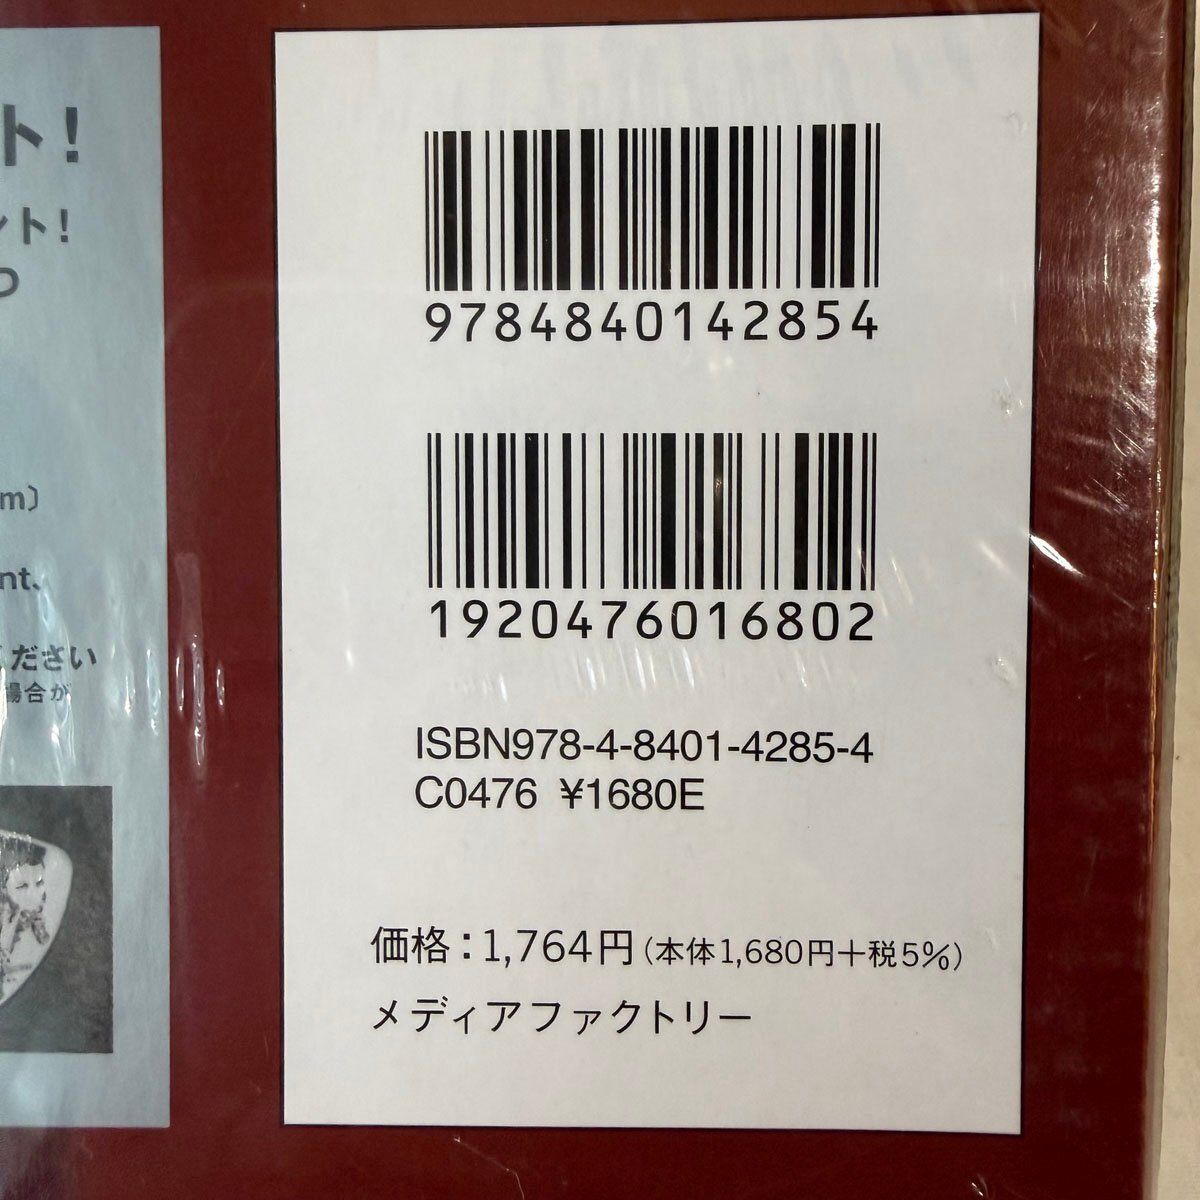 ト!
ント!
つ
m〕
nt、
ください
場合が
9784840142854
1920476016802
ISBN978-4-8401-4285-4
C0476 ¥1680E
価格：1,764円（本体1,680円＋税5%）
メディアファクトリー